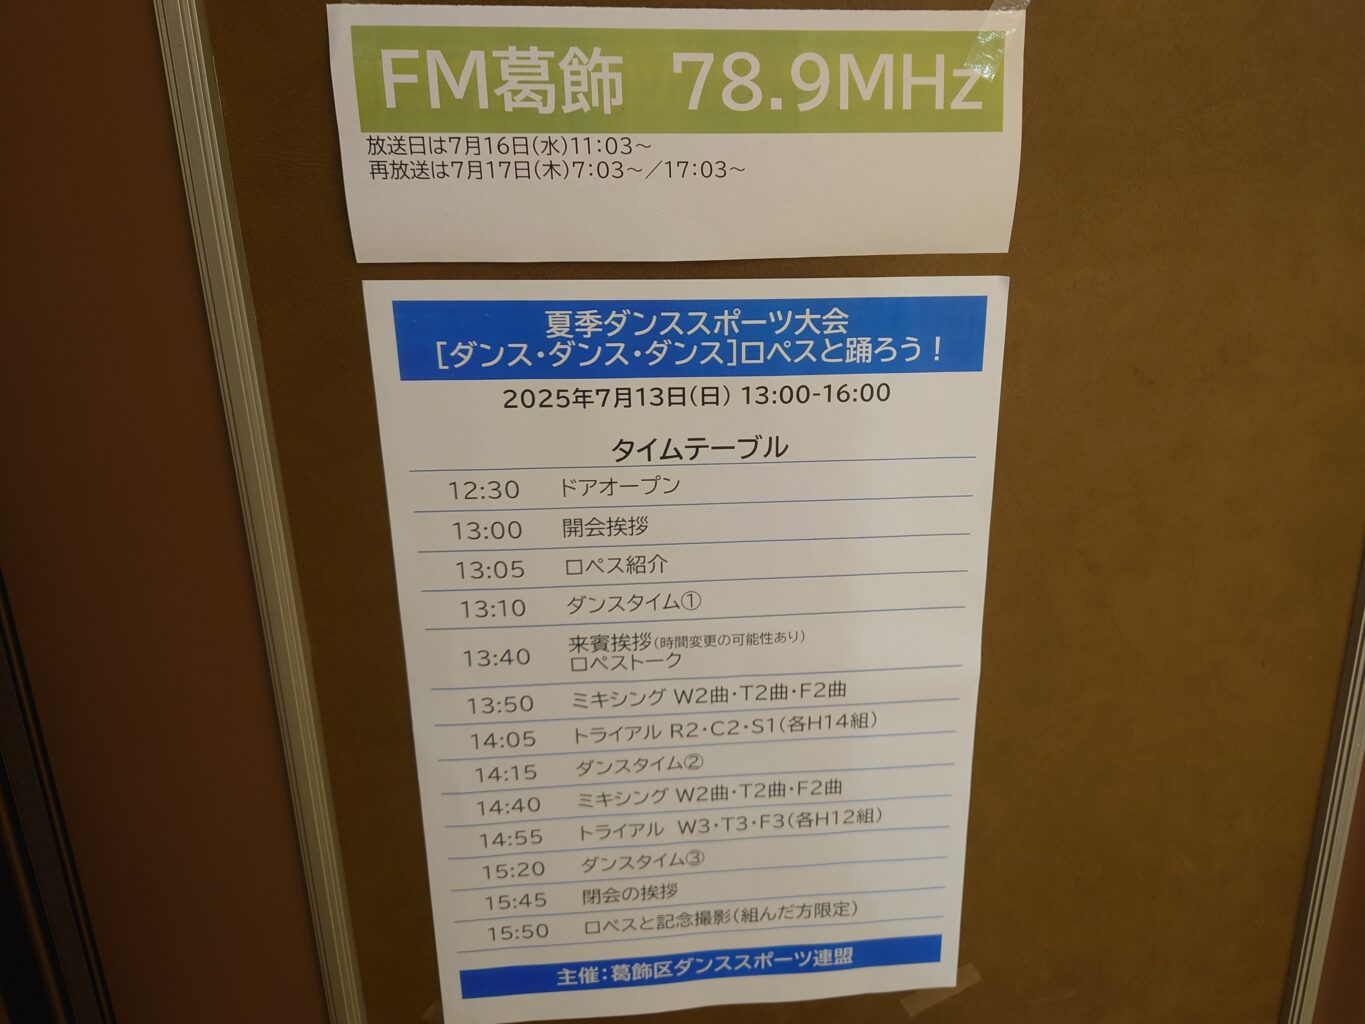 FM葛飾 78.9MHz
放送日は7月16日(水)11:03～
再放送は7月17日(木)7:03～／17:03～
夏季ダンススポーツ大会
[ダンス・ダンス・ダンス]ロペスと踊ろう！
2025年7月13日(日) 13:00-16:00
タイムテーブル
12:30 ドアオープン
13:00 開会挨拶
13:05 ロペス紹介
13:10 ダンスタイム①
13:40 来賓挨拶(時間変更の可能性あり)
ロペストーク
13:50 ミキシング W2曲・T2曲・F2曲
14:05 トライアル R2・C2・S1(各H14組)
14:15 ダンスタイム②
14:40 ミキシング W2曲・T2曲・F2曲
14:55 トライアル W3・T3・F3(各H12組)
15:20 ダンスタイム③
15:45 閉会の挨拶
15:50 ロペスと記念撮影(組んだ方限定)
主催：葛飾区ダンススポーツ連盟